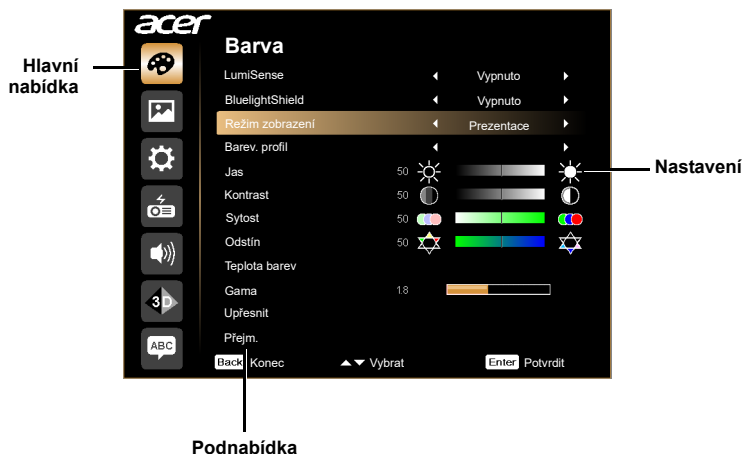 acer
Barva
Hlavní
nabídka
LumiSense Vypnuto
BluelightShield Vypnuto
Režim zobrazení Prezentace
Barev. profil
Jas 50
Nastavení
Kontrast 50
Sytost 50
Odstín 50
Teplota barev
Gama 1.8
3D
Upřesnit
Přejm.
ABC
Back Konec Vybrat Enter Potvrdit
Podnabídka